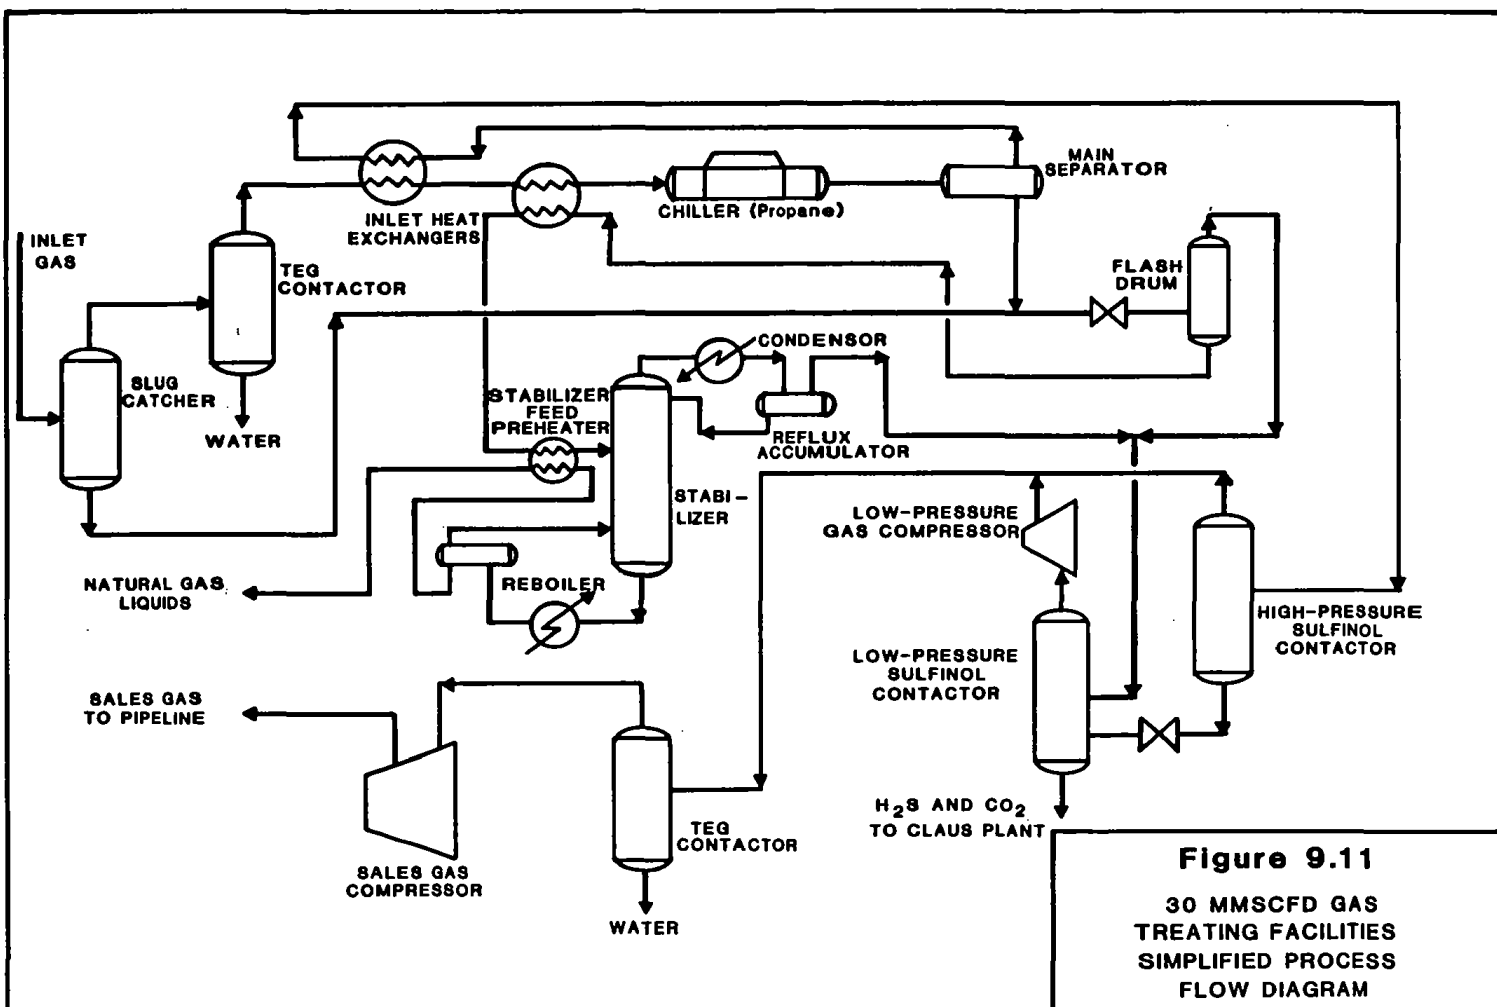 MAIN
SEPARATOR
CHILLER (Propane)
INLET HEAT
EXCHANGERS
INLET
GAS
TEG
CONTACTOR
FLASH
DRUM
CONDENSOR
SLUG
CATCHER
STABILIZER
FEED
PREHEATER
WATER
REFLUX
ACCUMULATOR
STABI-
LIZER
LOW-PRESSURE
GAS COMPRESSOR
NATURAL GAS
LIQUIDS
REBOILER
HIGH-PRESSURE
SULFINOL
CONTACTOR
LOW-PRESSURE
SULFINOL
CONTACTOR
SALES GAS
TO PIPELINE
H2S AND CO2
TO CLAUS PLANT
TEG
CONTACTOR
SALES GAS
COMPRESSOR
WATER
Figure 9.11
30 MMSCFD GAS
TREATING FACILITIES
SIMPLIFIED PROCESS
FLOW DIAGRAM